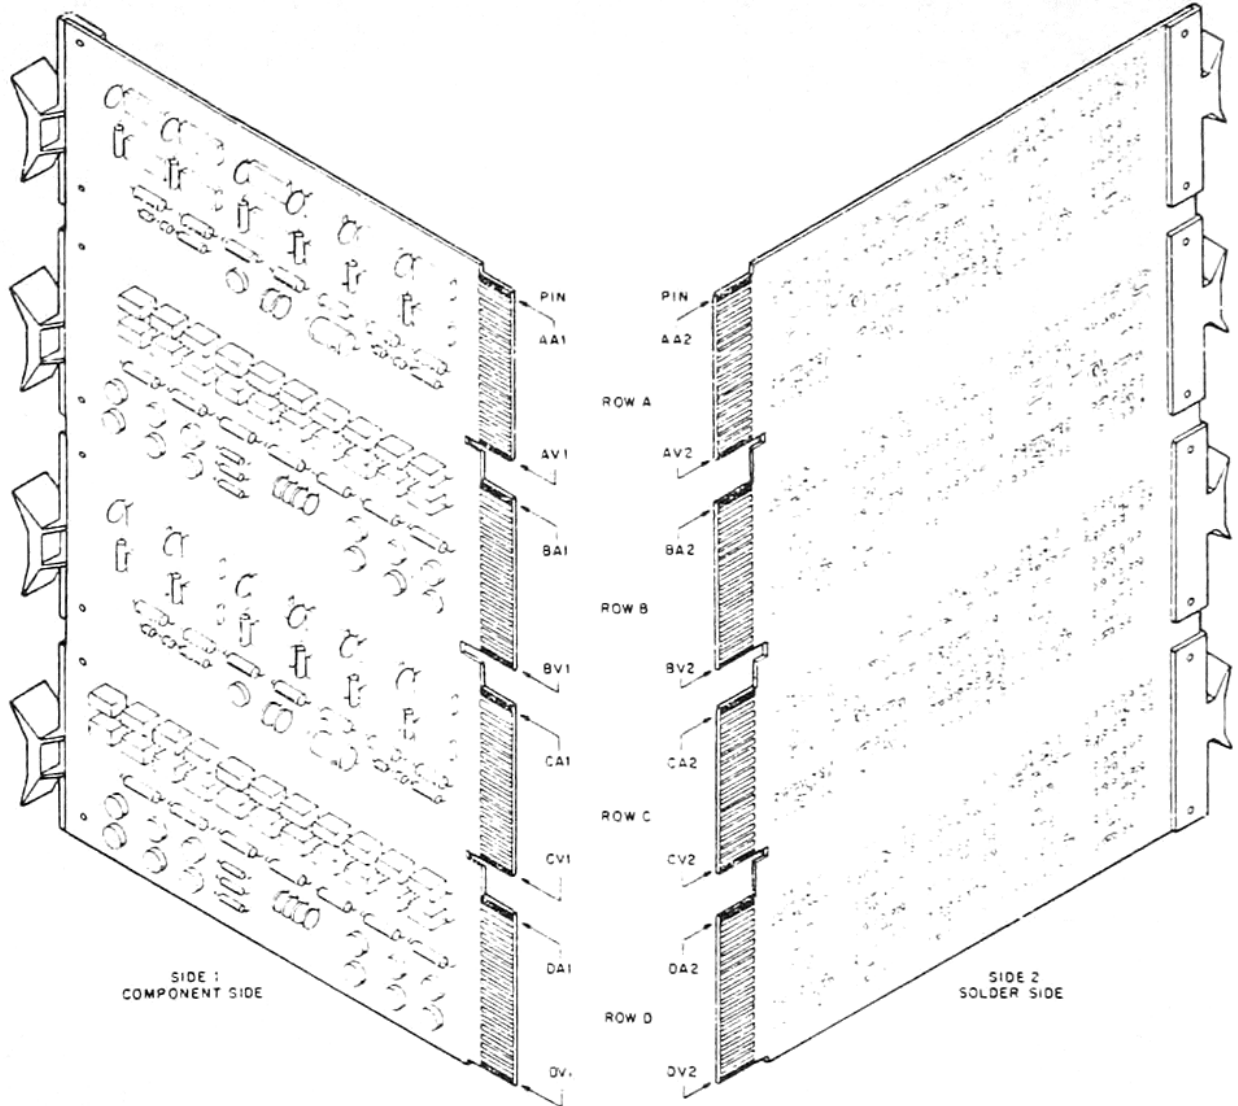 PIN PIN
AA1 AA2
ROW A
AV1 AV2
BA1 BA2
ROW B
BV1 BV2
CA1 CA2
ROW C
CV1 CV2
DA1 DA2
SIDE 1
COMPONENT SIDE
SIDE 2
SOLDER SIDE
ROW D
DV1 DV2